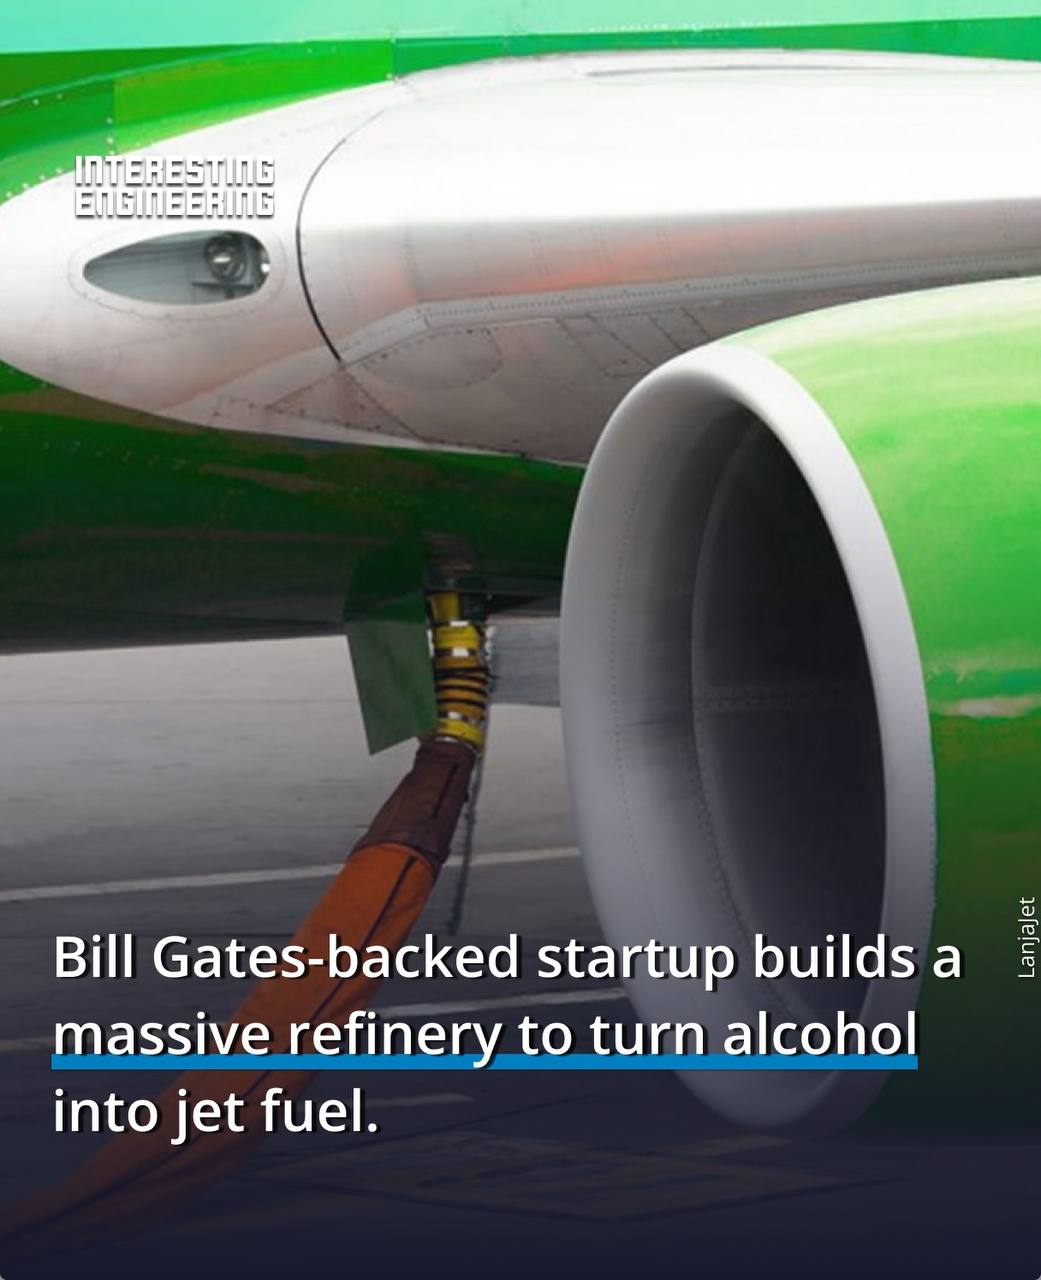 INTERESTING
ENGINEERING
LanjaJet
Bill Gates-backed startup builds a
massive refinery to turn alcohol
into jet fuel.